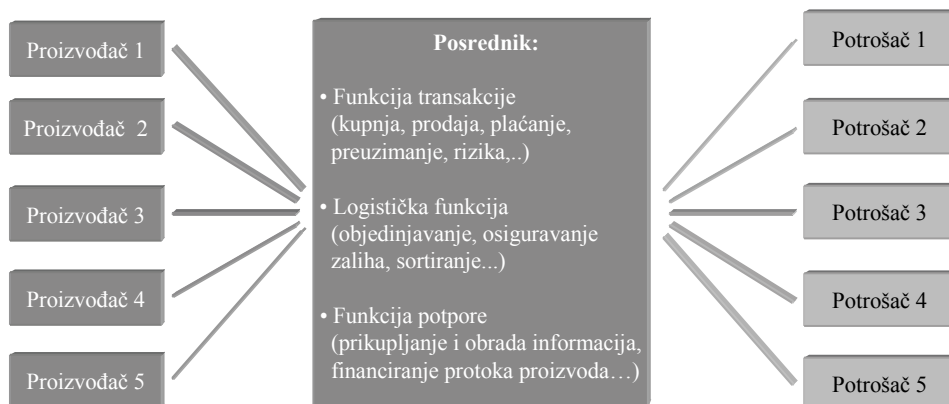 Proizvođač 1
Proizvođač 2
Proizvođač 3
Proizvođač 4
Proizvođač 5
Posrednik:
• Funkcija transakcije
(kupnja, prodaja, plaćanje,
preuzimanje, rizika,..)
• Logistička funkcija
(objedinjavanje, osiguravanje
zaliha, sortiranje...)
• Funkcija potpore
(prikupljanje i obrada informacija,
financiranje protoka proizvoda…)
Potrošač 1
Potrošač 2
Potrošač 3
Potrošač 4
Potrošač 5